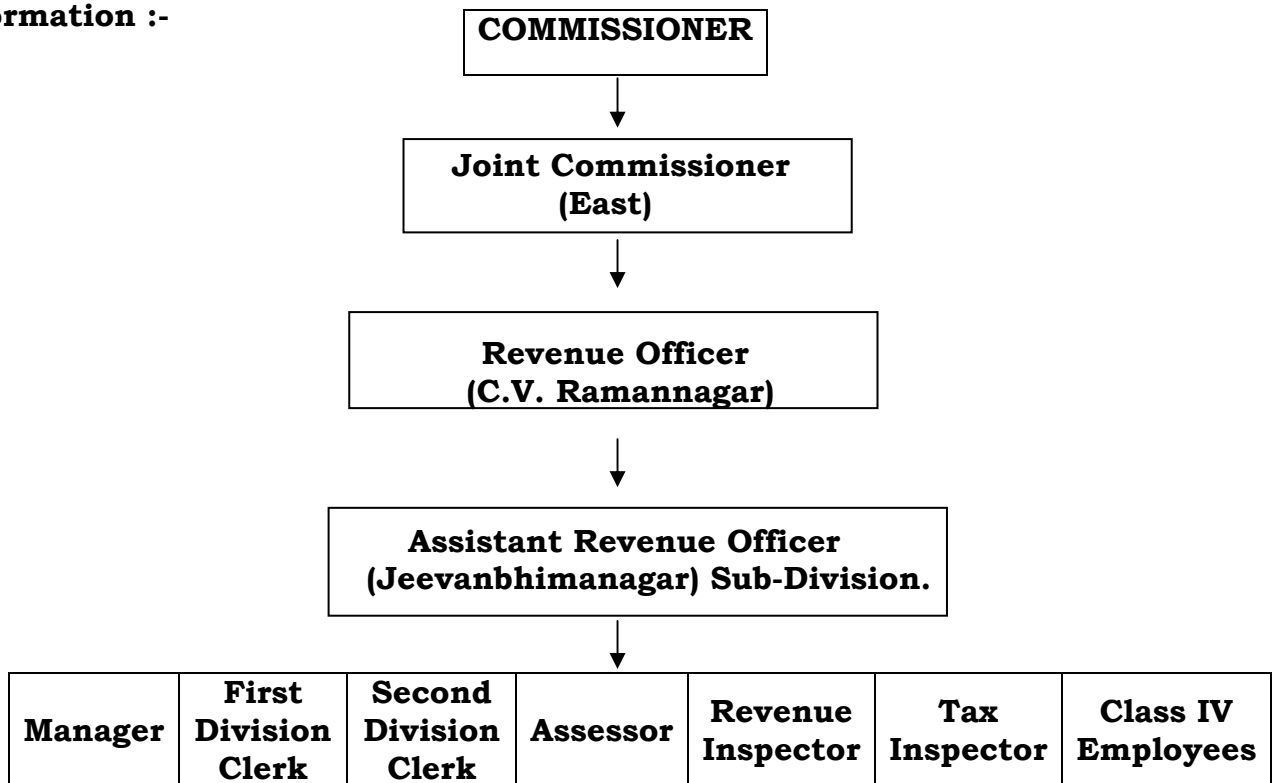 ormation :-
COMMISSIONER
Joint Commissioner
(East)
Revenue Officer
(C.V. Ramannagar)
Assistant Revenue Officer
(Jeevanbhimanagar) Sub-Division.
Manager
First
Division
Clerk
Second
Division
Clerk
Assessor
Revenue
Inspector
Tax
Inspector
Class IV
Employees